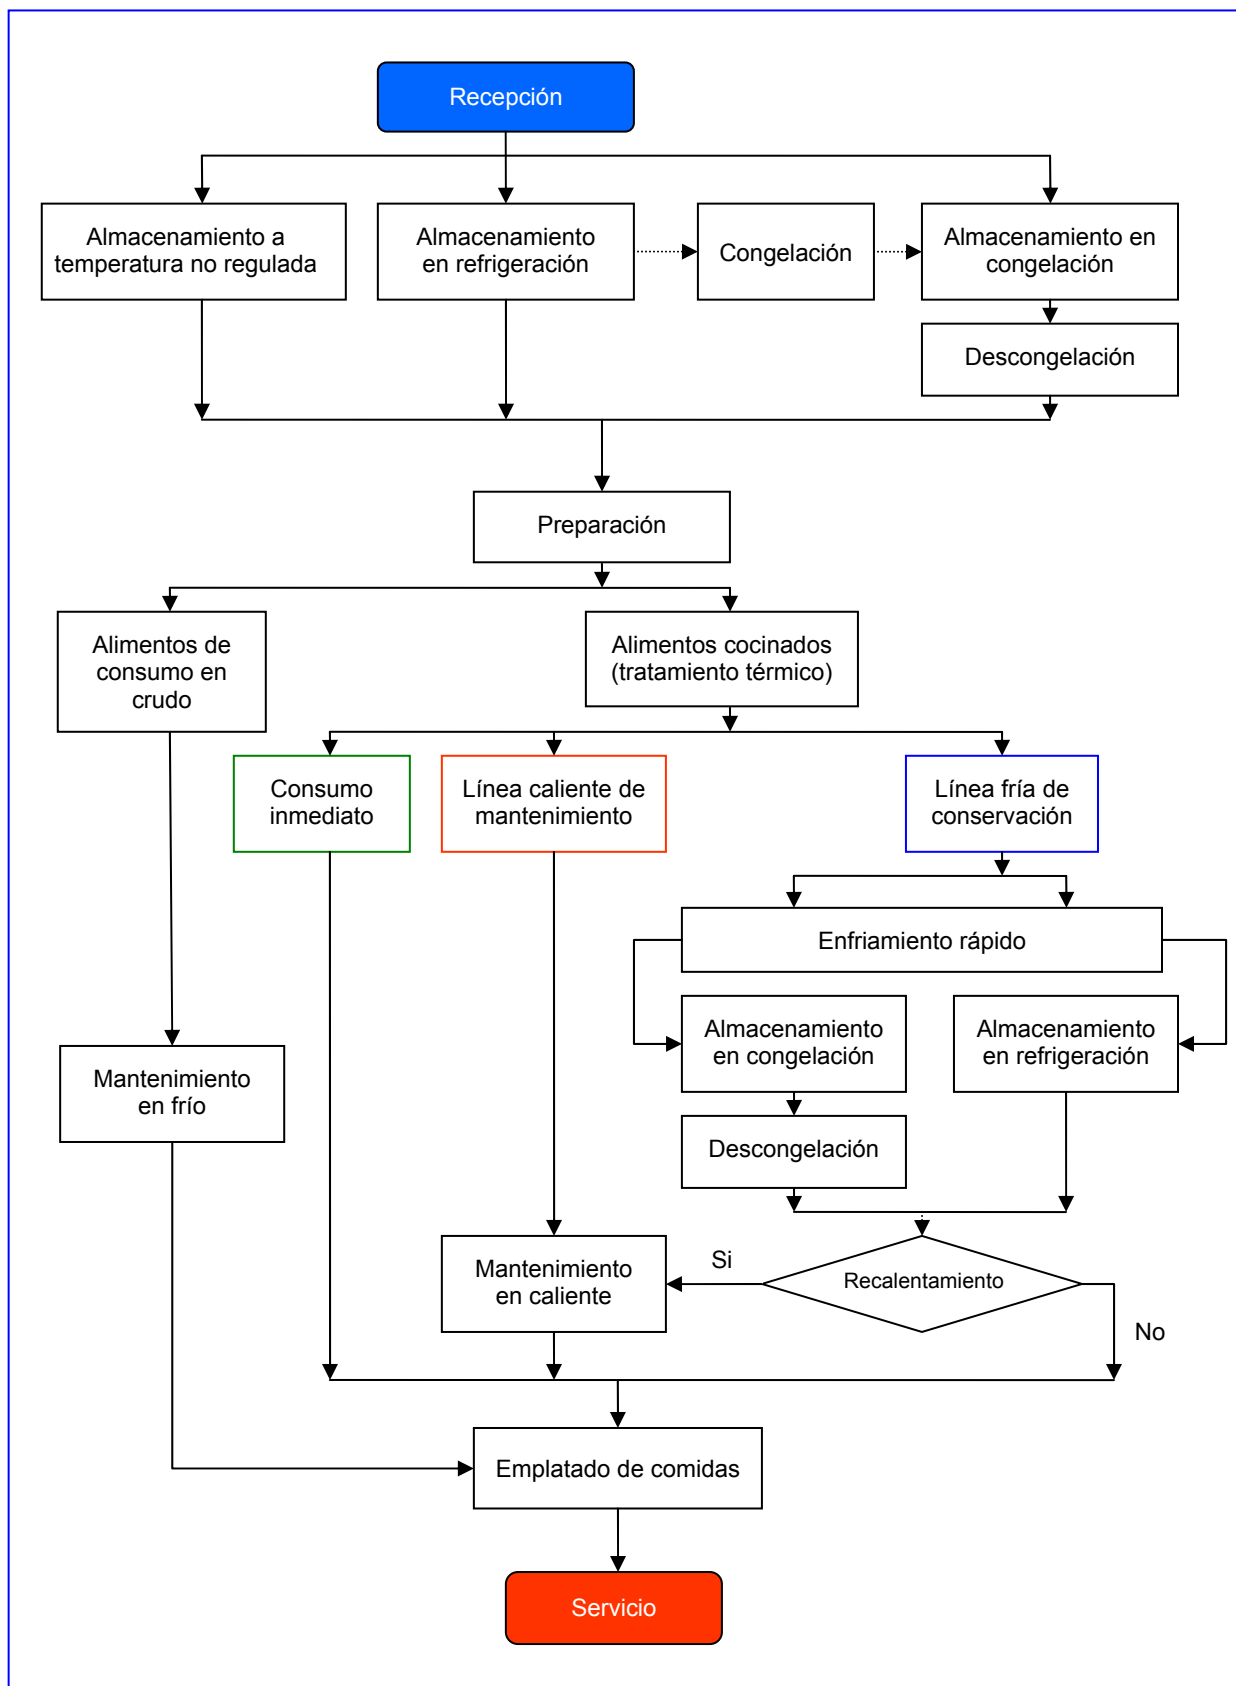 Recepción
Almacenamiento a
temperatura no regulada
Almacenamiento
en refrigeración
Congelación
Almacenamiento en
congelación
Descongelación
Preparación
Alimentos de
consumo en
crudo
Alimentos cocinados
(tratamiento térmico)
Consumo
inmediato
Línea caliente de
mantenimiento
Línea fría de
conservación
Enfriamiento rápido
Almacenamiento
en congelación
Almacenamiento
en refrigeración
Mantenimiento
en frío
Descongelación
Mantenimiento
en caliente
Si
Recalentamiento
No
Emplatado de comidas
Servicio